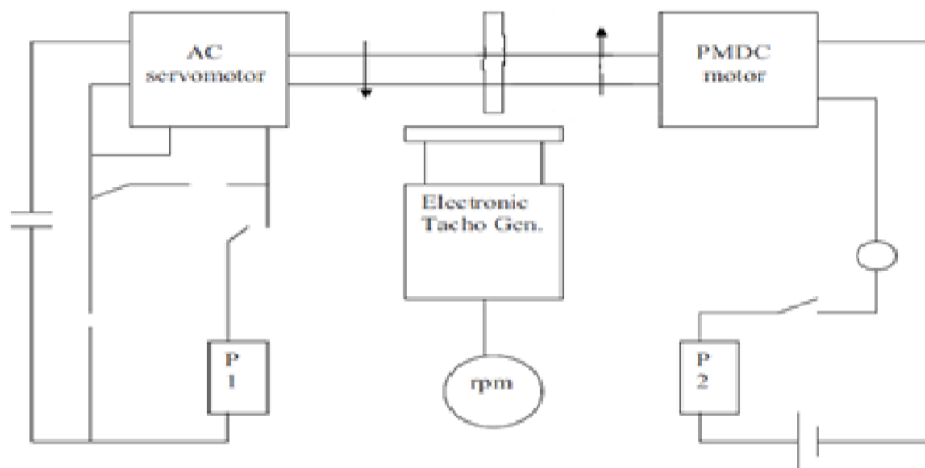 AC
servomotor
PMDC
motor
Electronic
Tacho Gen.
P
1
rpm
P
2